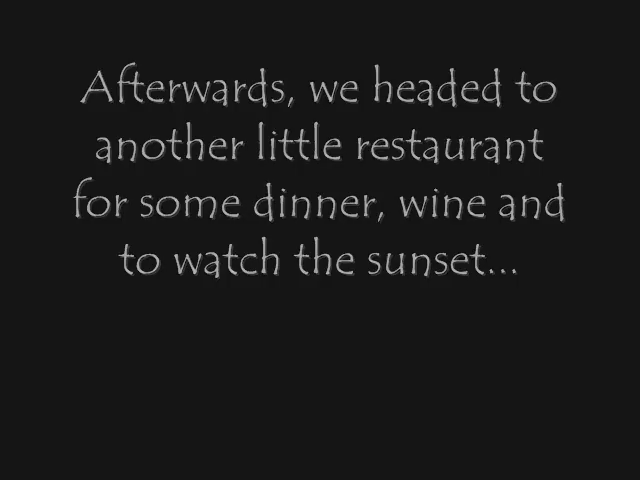 Afterwards, we headed to
another little restaurant
for some dinner, wine and
to watch the sunset...